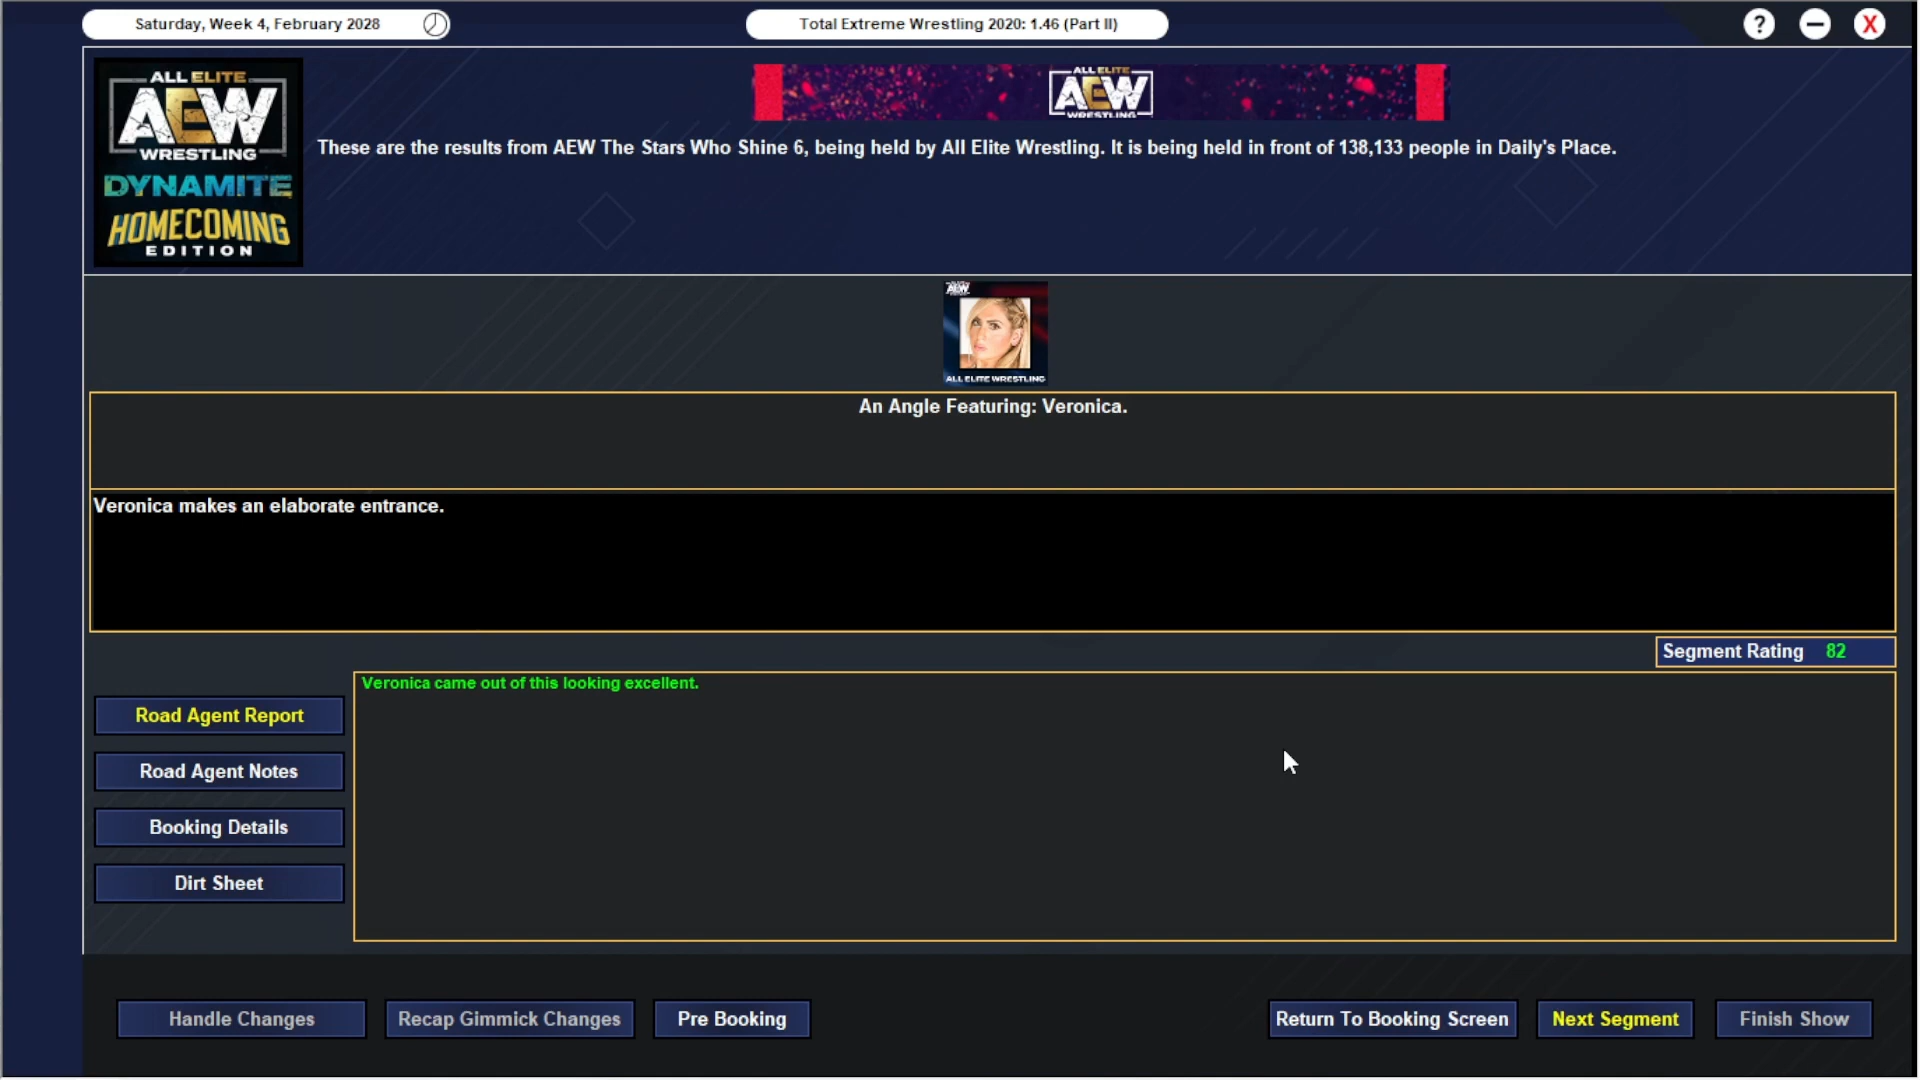 Saturday, Week 4, February 2028
Total Extreme Wrestling 2020: 1.46 (Part II)
?
X
ALL ELITE
AEW
WRESTLING
DYNAMITE
HOMECOMING
EDITION
ALL ELITE
AEW
WRESTLING
These are the results from AEW The Stars Who Shine 6, being held by All Elite Wrestling. It is being held in front of 138,133 people in Daily's Place.
AEW
ALL ELITE WRESTLING
An Angle Featuring: Veronica.
Veronica makes an elaborate entrance.
Segment Rating 82
Veronica came out of this looking excellent.
Road Agent Report
Road Agent Notes
Booking Details
Dirt Sheet
Handle Changes
Recap Gimmick Changes
Pre Booking
Return To Booking Screen
Next Segment
Finish Show